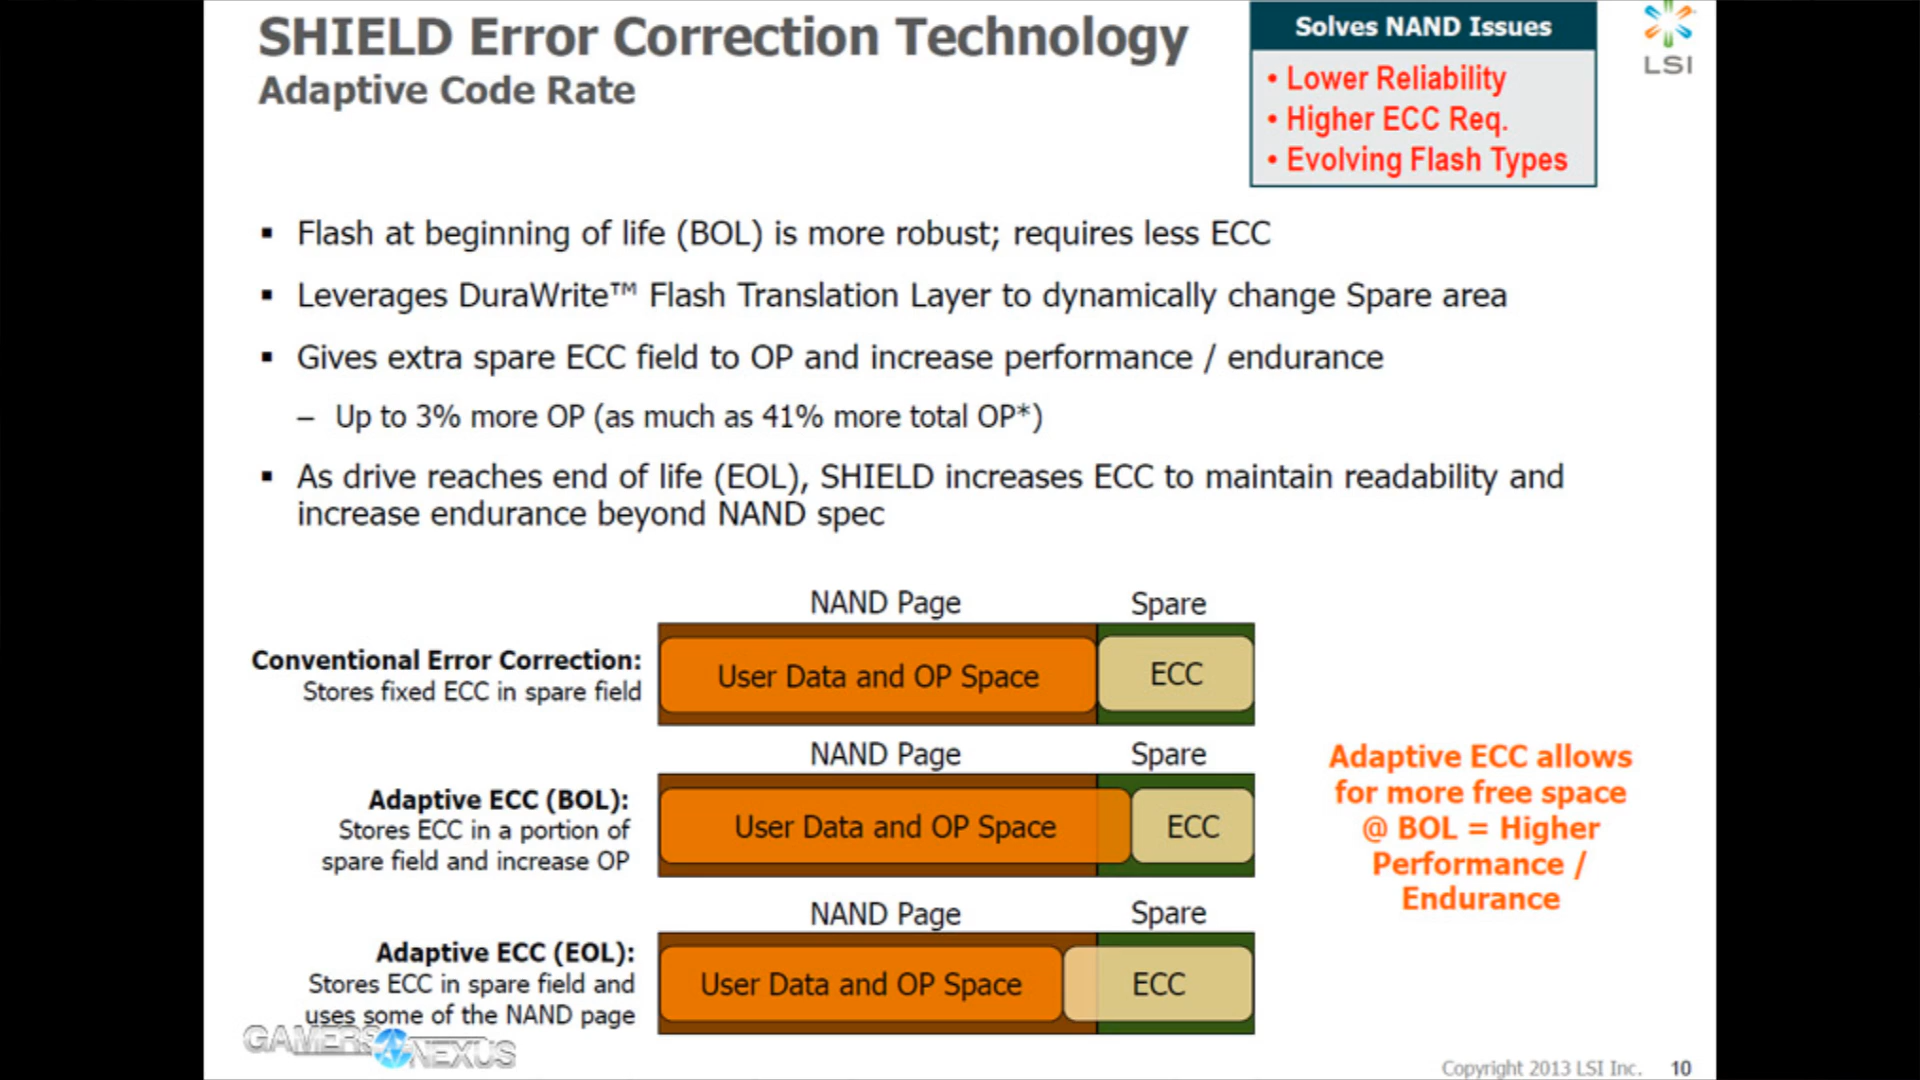 SHIELD Error Correction Technology
Adaptive Code Rate
Solves NAND Issues
• Lower Reliability
• Higher ECC Req.
• Evolving Flash Types
LSI
▪ Flash at beginning of life (BOL) is more robust; requires less ECC
▪ Leverages DuraWrite™ Flash Translation Layer to dynamically change Spare area
▪ Gives extra spare ECC field to OP and increase performance / endurance
– Up to 3% more OP (as much as 41% more total OP*)
▪ As drive reaches end of life (EOL), SHIELD increases ECC to maintain readability and
increase endurance beyond NAND spec
NAND Page Spare
Conventional Error Correction:
Stores fixed ECC in spare field
User Data and OP Space ECC
NAND Page Spare
Adaptive ECC (BOL):
Stores ECC in a portion of
spare field and increase OP
User Data and OP Space ECC
Adaptive ECC allows
for more free space
@ BOL = Higher
Performance /
Endurance
NAND Page Spare
Adaptive ECC (EOL):
Stores ECC in spare field and
uses some of the NAND page
User Data and OP Space ECC
GAMERS NEXUS
Copyright 2013 LSI Inc. 10